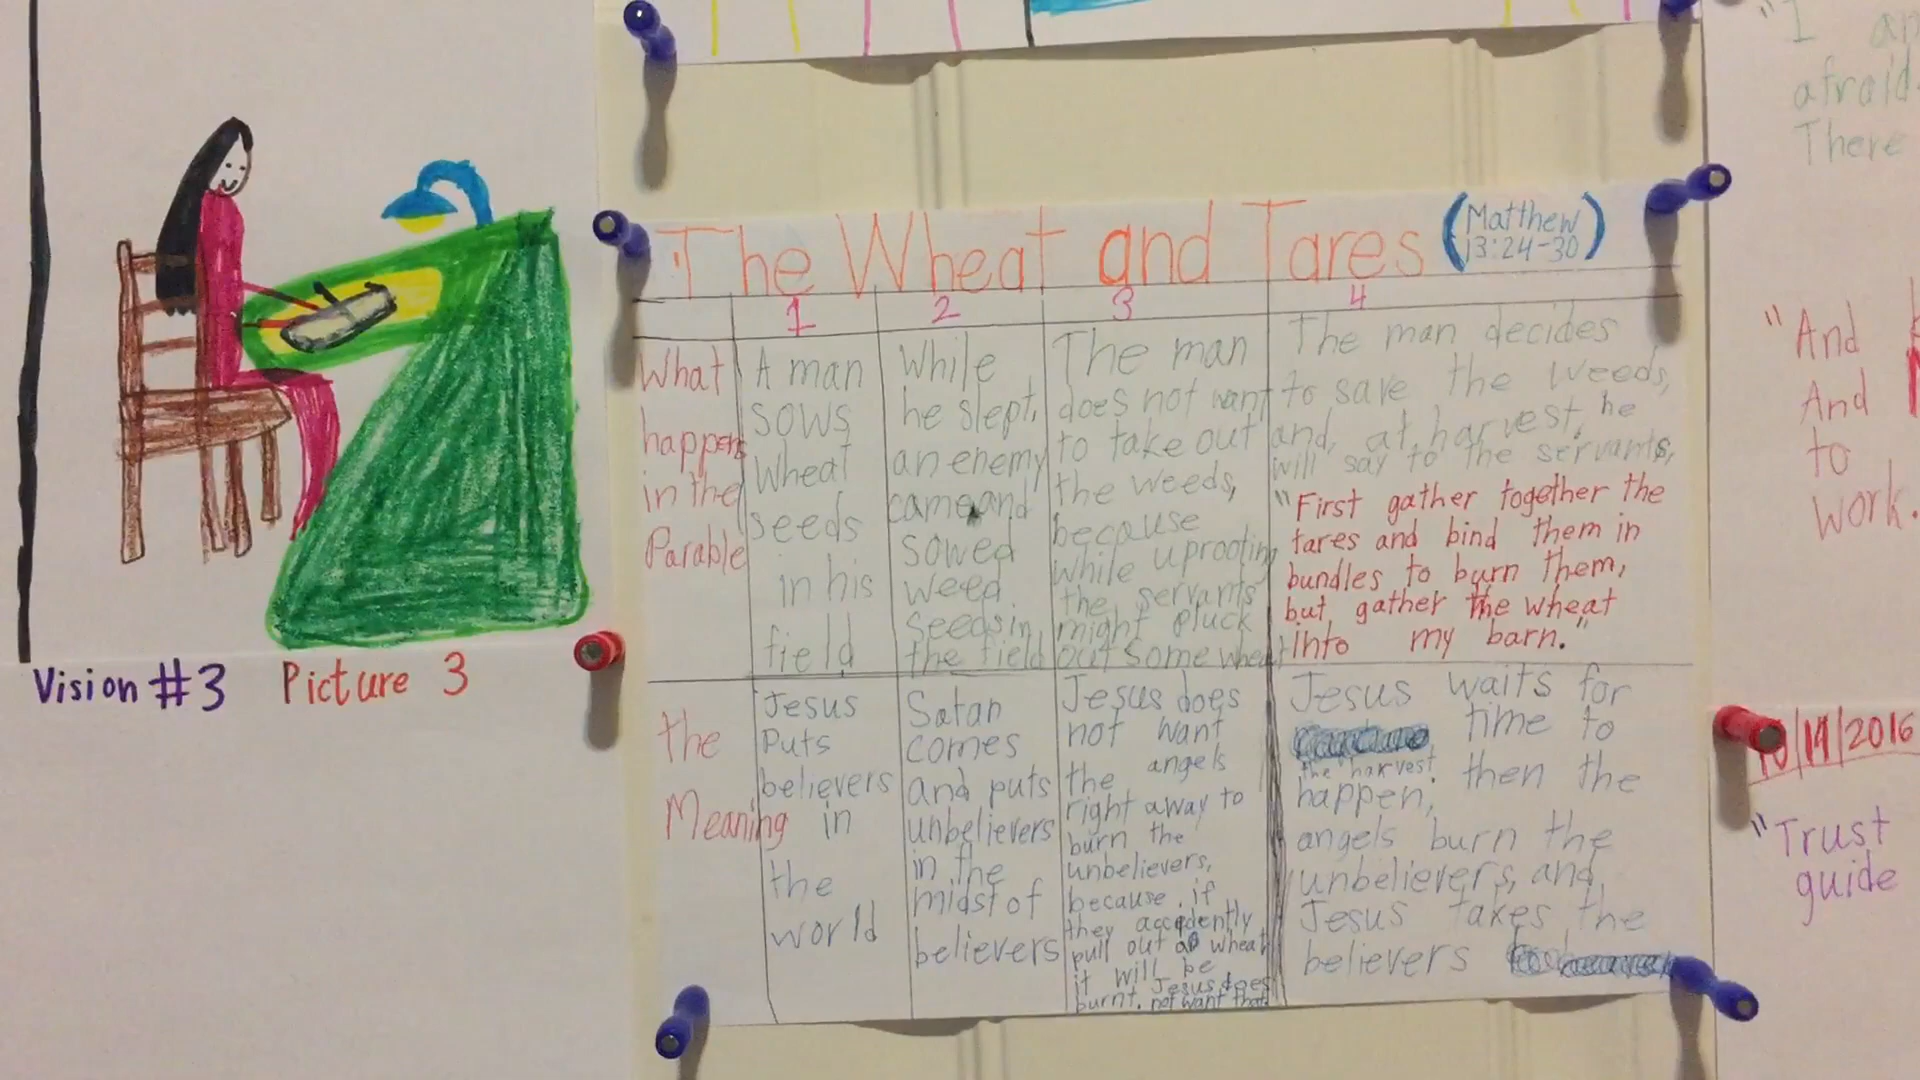 Vision #3 Picture 3
The Wheat and Tares (Matthew
13:24-30)
1
2
3
4
What
happens
in the
Parable
A man
sows
Wheat
seeds
in his
field
While
he slept,
an enemy
came and
sowed
weed
seeds in
the field
The man
does not want
to take out
the weeds,
because
while uprooting
the servants
might pluck
out some wheat
The man decides
to save the weeds,
and, at harvest, he
will say to the servants,
"First gather together the
tares and bind them in
bundles to burn them,
but gather the wheat
into my barn."
the
Meaning
Jesus
Puts
believers
in
the
world
Satan
comes
and puts
unbelievers
in the
midst of
believers
Jesus does
not want
the angels
right away to
burn the
unbelievers,
because, if
they accedently
pull out a wheat
it will be
burnt. Jesus does
not want that
Jesus waits for
time to
the harvest
happen; then the
angels burn the
unbelievers, and,
Jesus takes the
believers
"I
afraid
There
"And
And
to
work.
10/14/2016
"Trust
guide